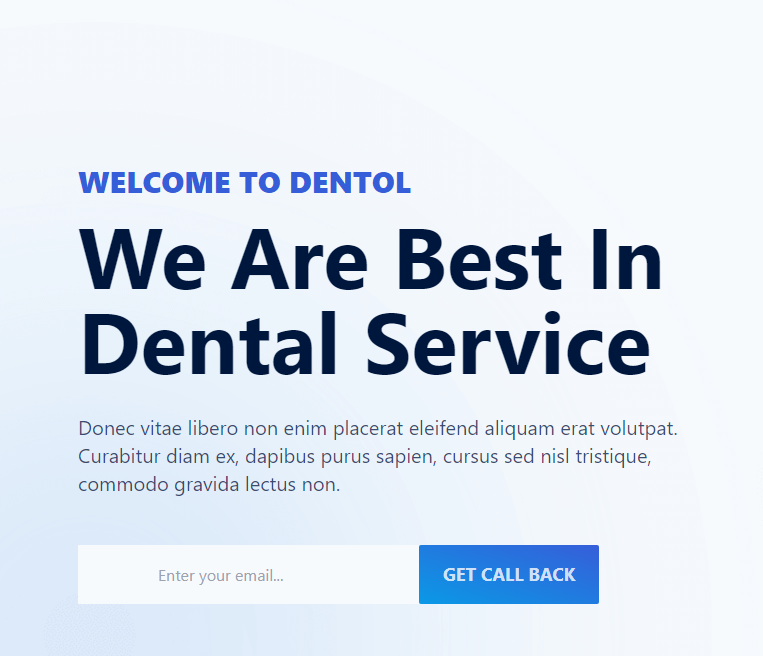 WELCOME TO DENTOL
We Are Best In
Dental Service
Donec vitae libero non enim placerat eleifend aliquam erat volutpat.
Curabitur diam ex, dapibus purus sapien, cursus sed nisl tristique,
commodo gravida lectus non.
Enter your email...
GET CALL BACK